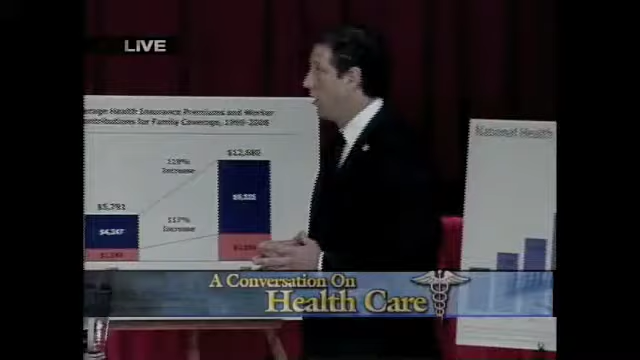 LIVE
erage Health Insurance Premiums and Worker
ntributions for Family Coverage, 1999-2008
$12,680
119%
Increase
$5,791
$4,247
117%
Increase
National Health
A Conversation On
Health Care